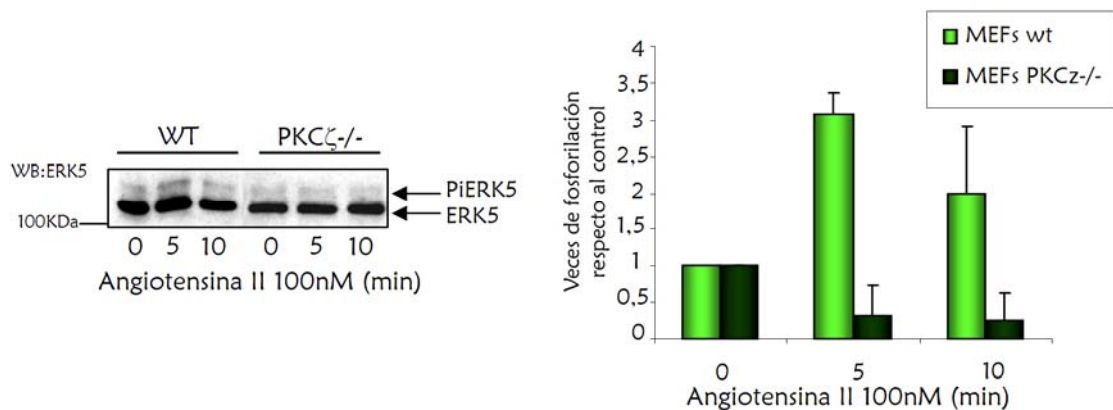 WT PKCζ-/-
WB:ERK5
PiERK5
ERK5
100KDa
0 5 10 0 5 10
Angiotensina II 100nM (min)
MEFs wt
MEFs PKCz-/-
Veces de fosforilación
respecto al control
4
3,5
3
2,5
2
1,5
1
0,5
0
0 5 10
Angiotensina II 100nM (min)